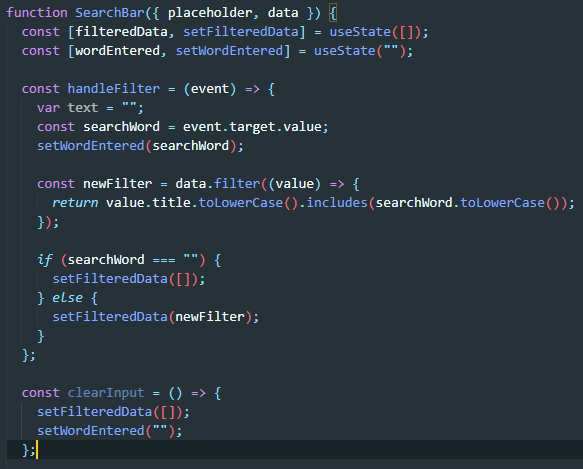 function SearchBar({ placeholder, data }) {
  const [filteredData, setFilteredData] = useState([]);
  const [wordEntered, setWordEntered] = useState("");

  const handleFilter = (event) => {
    var text = "";
    const searchWord = event.target.value;
    setWordEntered(searchWord);

    const newFilter = data.filter((value) => {
      return value.title.toLowerCase().includes(searchWord.toLowerCase());
    });

    if (searchWord === "") {
      setFilteredData([]);
    } else {
      setFilteredData(newFilter);
    }
  };

  const clearInput = () => {
    setFilteredData([]);
    setWordEntered("");
  };